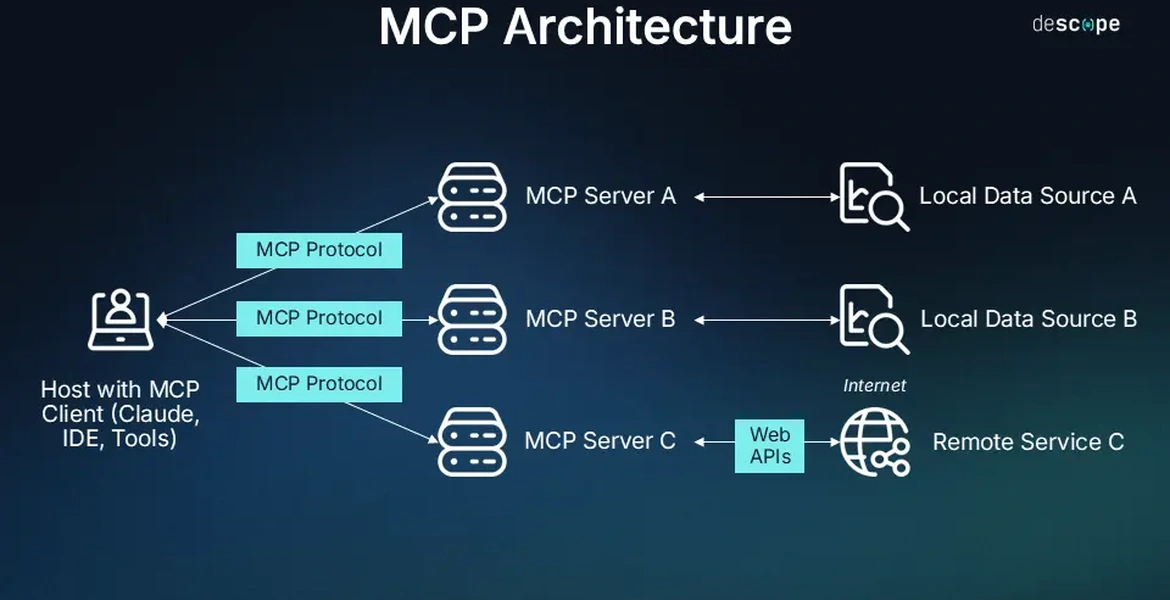 MCP Architecture
descope
MCP Server A
Local Data Source A
MCP Protocol
MCP Protocol
MCP Server B
Local Data Source B
MCP Protocol
Host with MCP
Client (Claude,
IDE, Tools)
Internet
MCP Server C
Web
APIs
Remote Service C